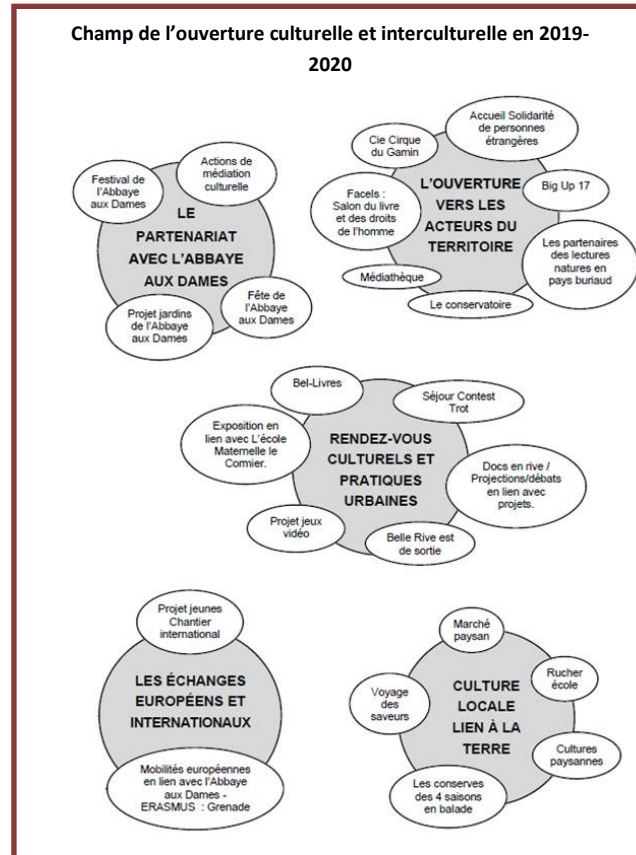 Champ de l’ouverture culturelle et interculturelle en 2019-
2020
Festival de
l’Abbaye
aux Dames
Actions de
médiation
culturelle
LE
PARTENARIAT
AVEC L'ABBAYE
AUX DAMES
Projet jardins
de l’Abbaye
aux Dames
Fête de
l’Abbaye
aux Dames
Cie Cirque
du Gamin
Accueil Solidarité
de personnes
étrangères
L'OUVERTURE
VERS LES
ACTEURS DU
TERRITOIRE
Facels :
Salon du livre
et des droits
de l’homme
Big Up 17
Les partenaires
des lectures
natures en
pays buriaud
Médiathèque
Le conservatoire
Bel-Livres
Séjour Contest
Trot
Exposition en
lien avec L’école
Maternelle le
Cormier.
RENDEZ-VOUS
CULTURELS ET
PRATIQUES
URBAINES
Docs en rive /
Projections/débats
en lien avec
projets.
Projet jeux
vidéo
Belle Rive est
de sortie
Projet jeunes
Chantier
international
LES ÉCHANGES
EUROPÉENS ET
INTERNATIONAUX
Mobilités européennes
en lien avec l’Abbaye
aux Dames -
ERASMUS : Grenade
Marché
paysan
Voyage
des
saveurs
CULTURE
LOCALE
LIEN À LA
TERRE
Rucher
école
Cultures
paysannes
Les conserves
des 4 saisons
en balade